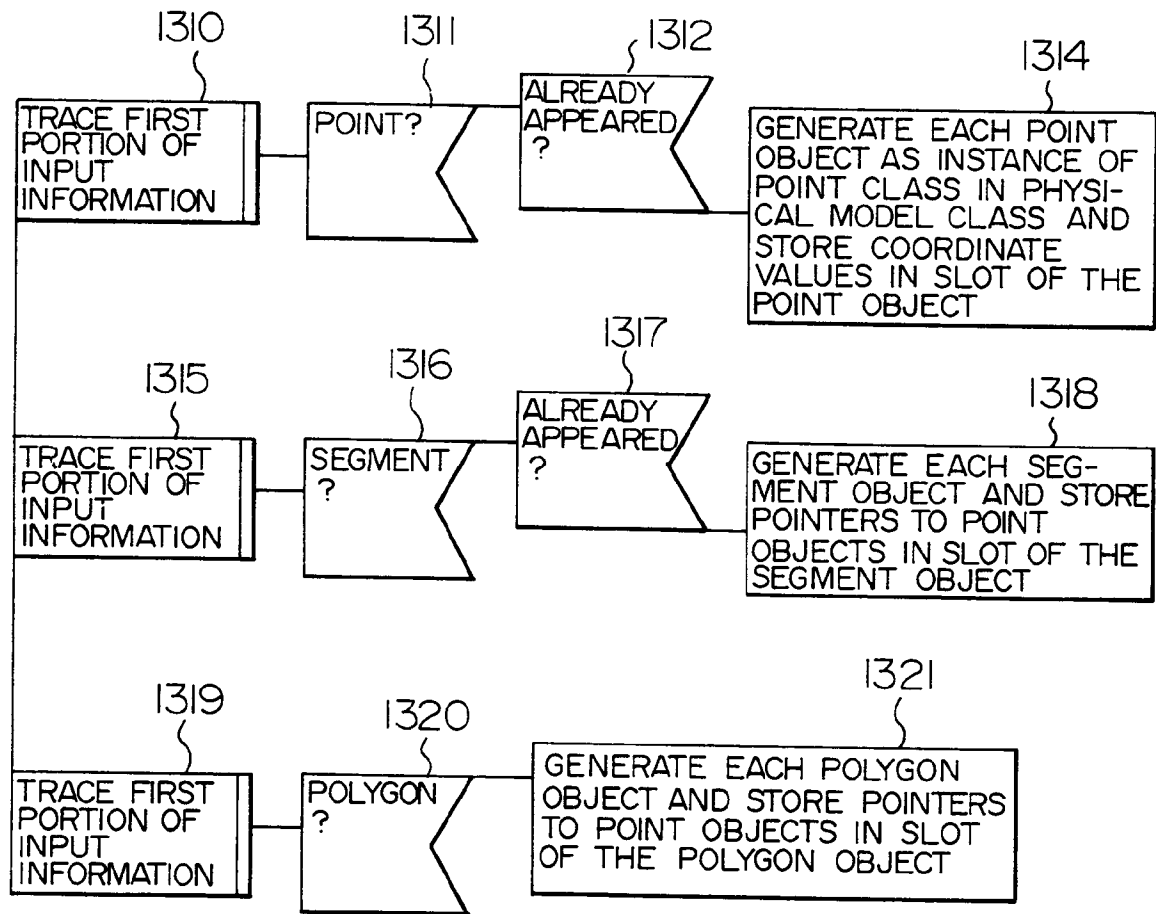 1310
1311
1312
1314
TRACE FIRST
PORTION OF
INPUT
INFORMATION
POINT?
ALREADY
APPEARED
?
GENERATE EACH POINT
OBJECT AS INSTANCE OF
POINT CLASS IN PHYSI-
CAL MODEL CLASS AND
STORE COORDINATE
VALUES IN SLOT OF THE
POINT OBJECT
1315
1316
1317
1318
TRACE FIRST
PORTION OF
INPUT
INFORMATION
SEGMENT
?
ALREADY
APPEARED
?
GENERATE EACH SEG-
MENT OBJECT AND STORE
POINTERS TO POINT
OBJECTS IN SLOT OF THE
SEGMENT OBJECT
1319
1320
1321
TRACE FIRST
PORTION OF
INPUT
INFORMATION
POLYGON
?
GENERATE EACH POLYGON
OBJECT AND STORE POINTERS
TO POINT OBJECTS IN SLOT
OF THE POLYGON OBJECT